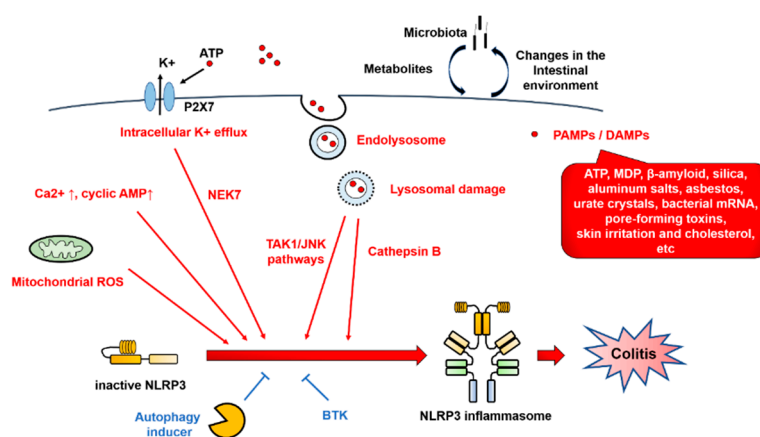 Microbiota
ATP
K+
Metabolites
Changes in the
Intestinal
environment
P2X7
Intracellular K+ efflux
Endolysosome
PAMPs / DAMPs
ATP, MDP, β-amyloid, silica,
aluminum salts, asbestos,
urate crystals, bacterial mRNA,
pore-forming toxins,
skin irritation and cholesterol,
etc
Ca2+ ↑, cyclic AMP↑
NEK7
Lysosomal damage
TAK1/JNK
pathways
Cathepsin B
Mitochondrial ROS
inactive NLRP3
NLRP3 inflammasome
Colitis
Autophagy
inducer
BTK